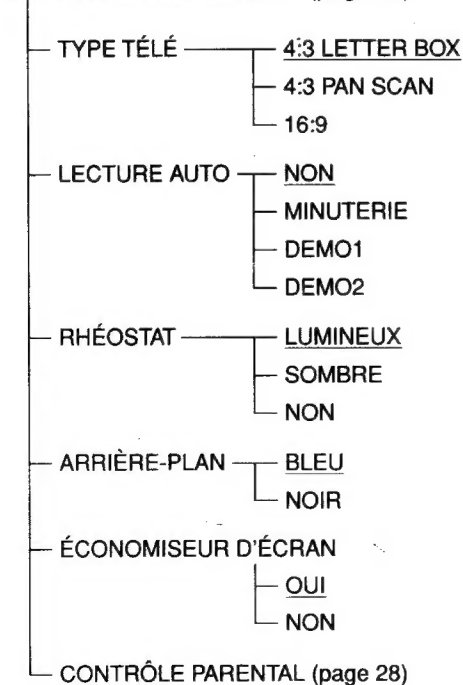 TYPE TÉLÉ 4:3 LETTER BOX
4:3 PAN SCAN
16:9
LECTURE AUTO NON
MINUTERIE
DEMO1
DEMO2
RHÉOSTAT LUMINEUX
SOMBRE
NON
ARRIÈRE-PLAN BLEU
NOIR
ÉCONOMISEUR D'ÉCRAN
OUI
NON
CONTRÔLE PARENTAL (page 28)